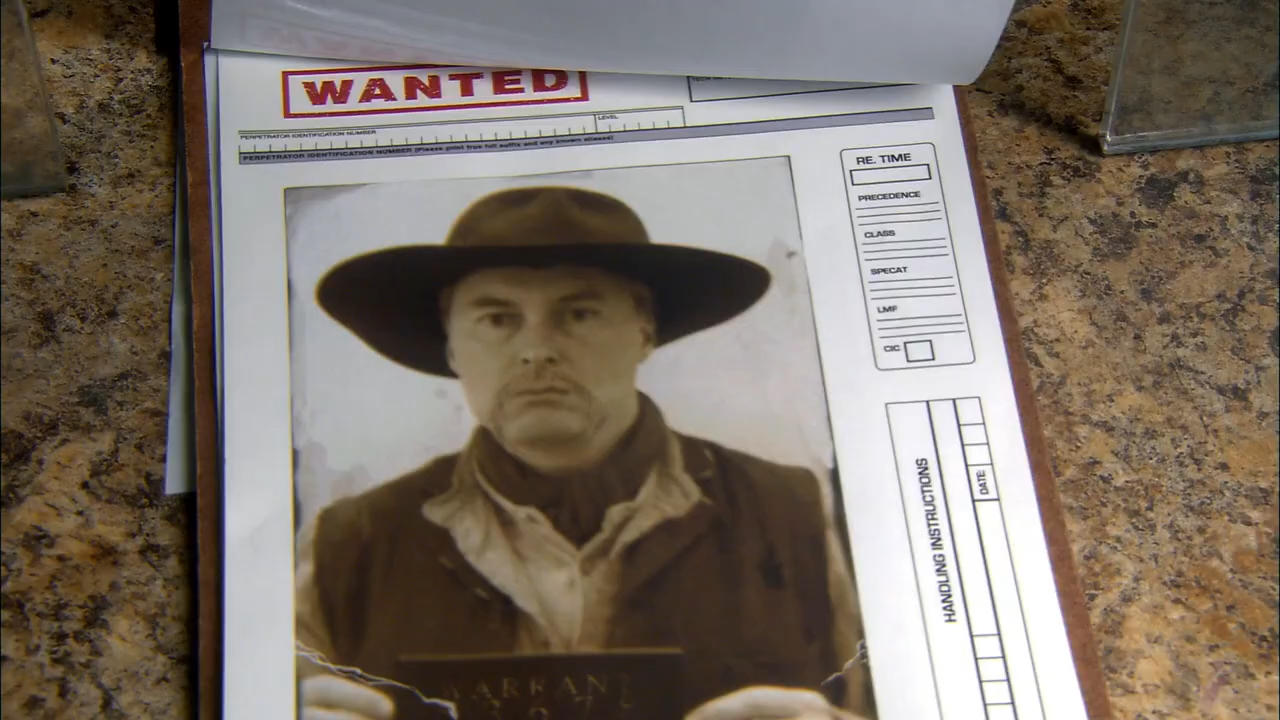 WANTED
PERPETRATOR IDENTIFICATION NUMBER
LEVEL
PERPETRATOR IDENTIFICATION NUMBER (Please print true full suffix and any known aliases)
RE. TIME
PRECEDENCE
CLASS
SPECAT
LMF
CIC
HANDLING INSTRUCTIONS
DATE:
WARRANT